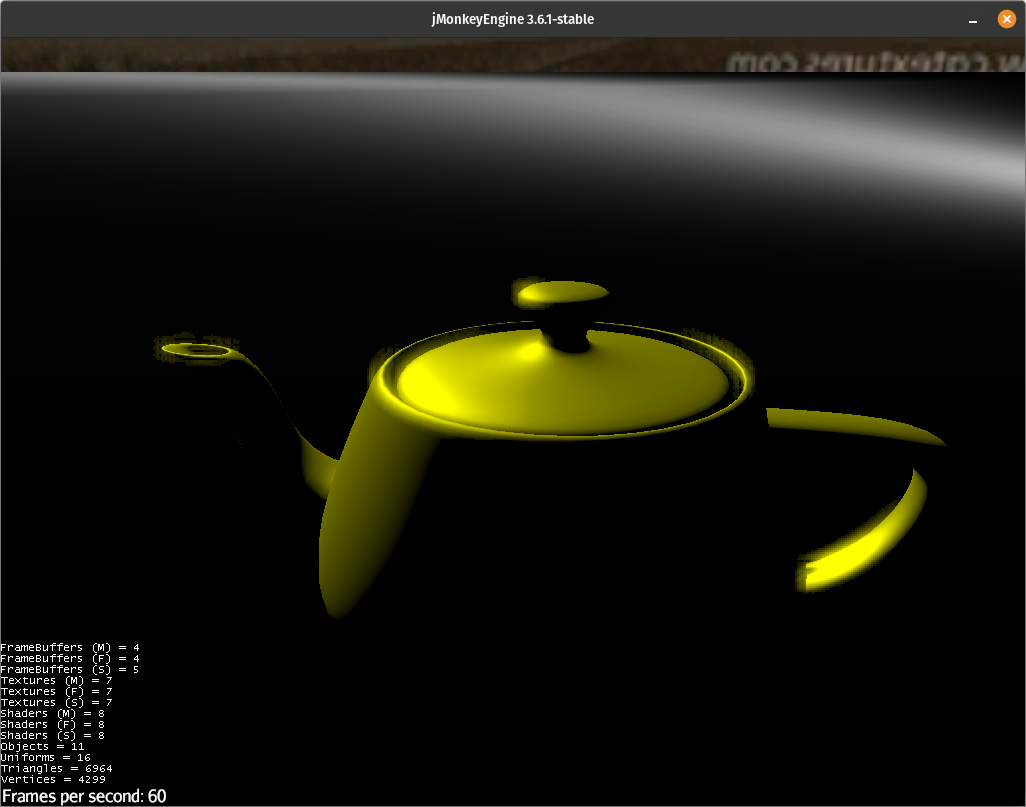 jMonkeyEngine 3.6.1-stable
FrameBuffers (M) = 4
FrameBuffers (F) = 4
FrameBuffers (S) = 5
Textures (M) = 7
Textures (F) = 7
Textures (S) = 7
Shaders (M) = 8
Shaders (F) = 8
Shaders (S) = 8
Objects = 11
Uniforms = 16
Triangles = 6964
Vertices = 4299
Frames per second: 60